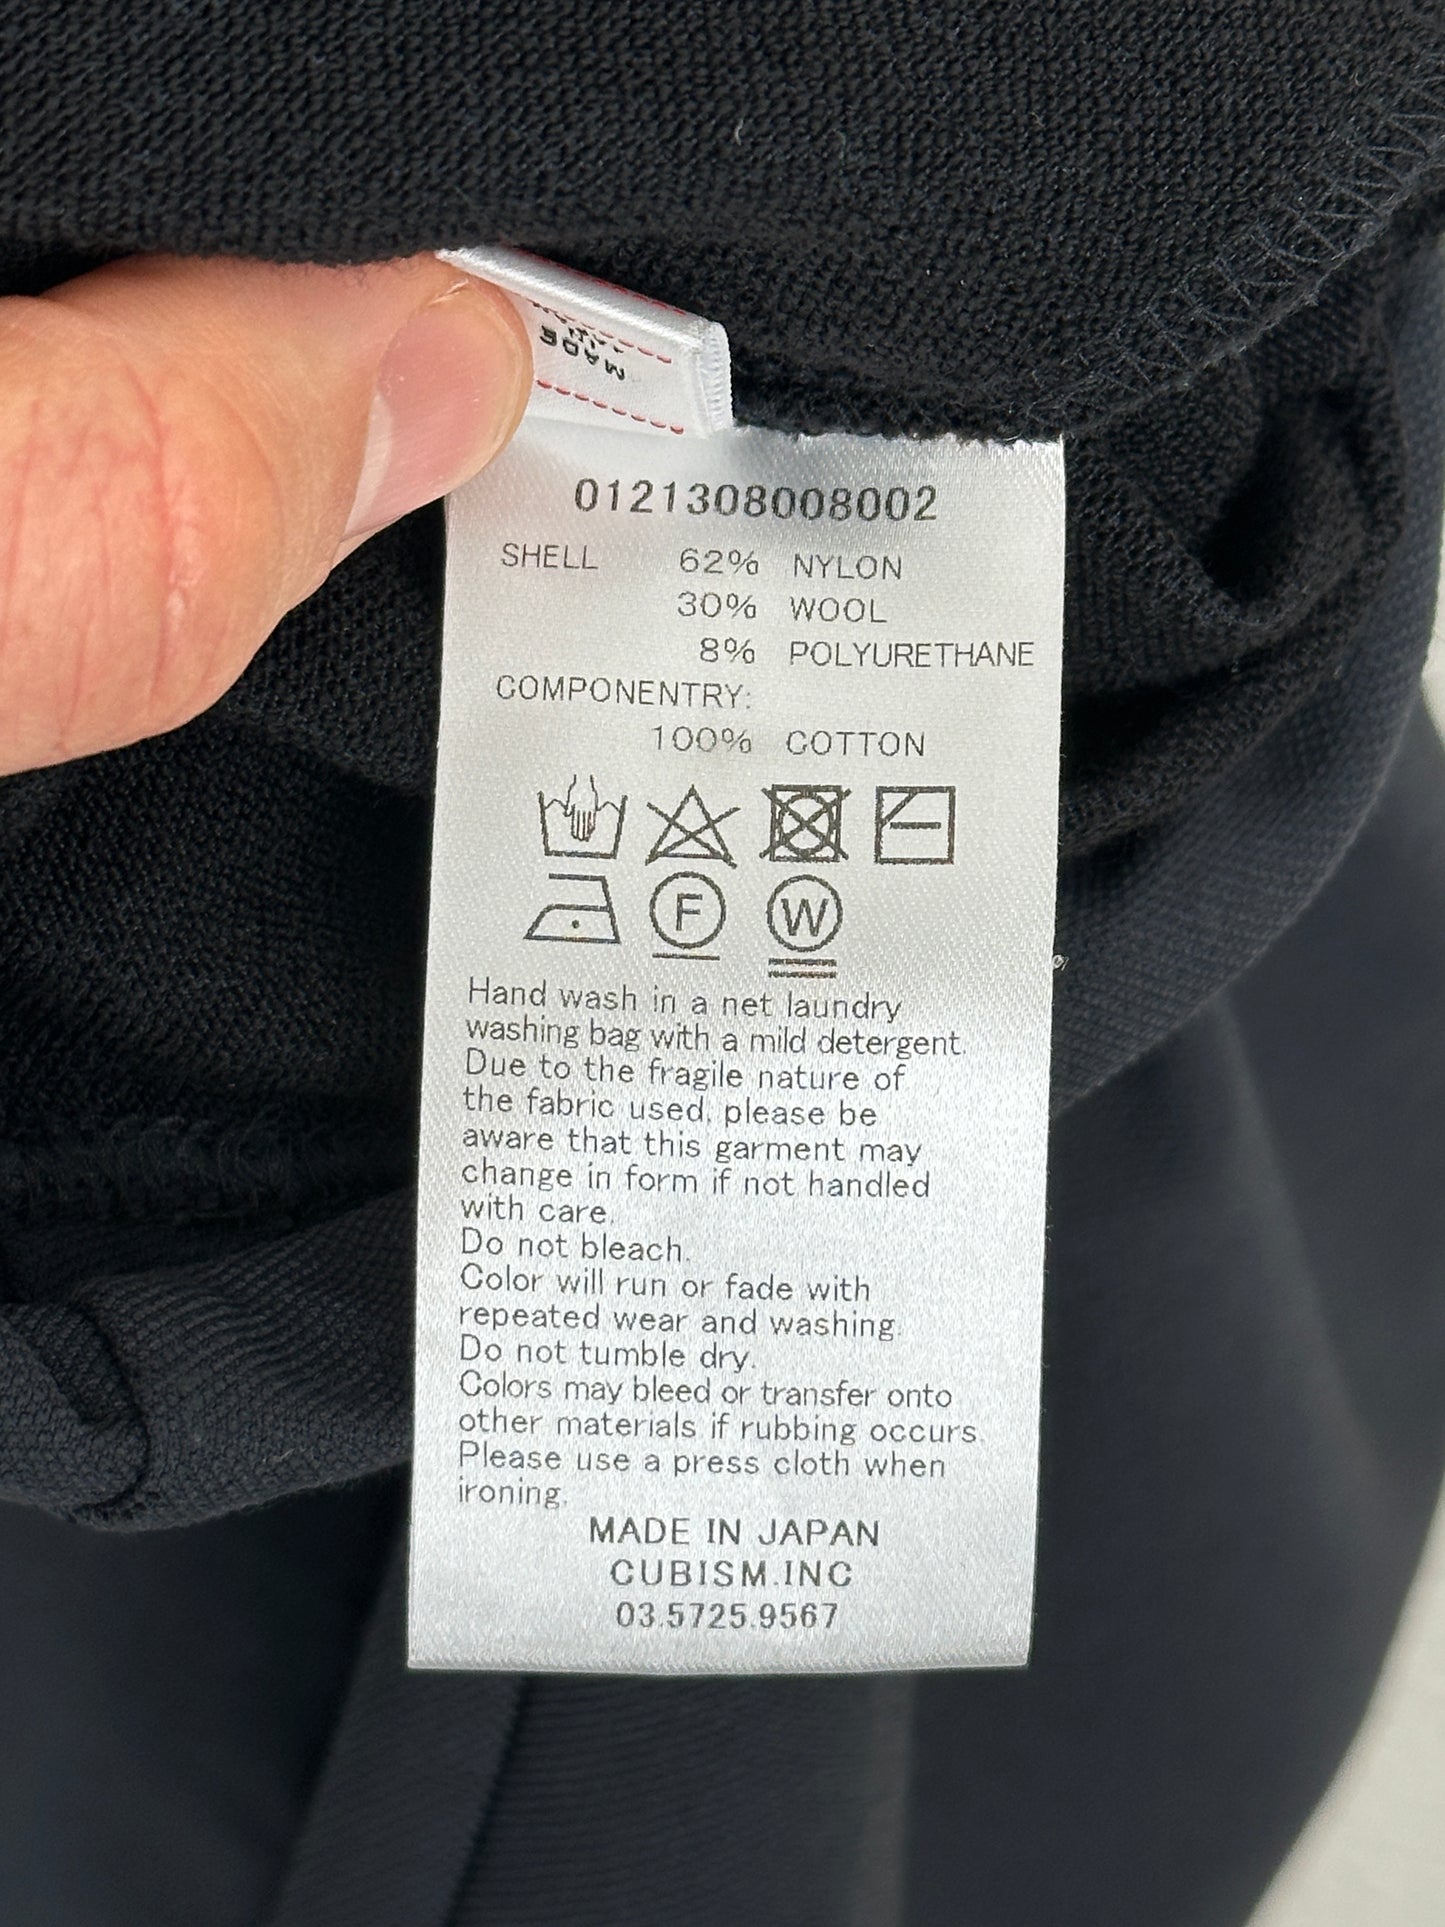 MADE
0121308008002
SHELL 62% NYLON
30% WOOL
8% POLYURETHANE
COMPONENTRY:
100% COTTON
F W
Hand wash in a net laundry
washing bag with a mild detergent.
Due to the fragile nature of
the fabric used, please be
aware that this garment may
change in form if not handled
with care.
Do not bleach.
Color will run or fade with
repeated wear and washing.
Do not tumble dry.
Colors may bleed or transfer onto
other materials if rubbing occurs.
Please use a press cloth when
ironing.
MADE IN JAPAN
CUBISM.INC
03.5725.9567